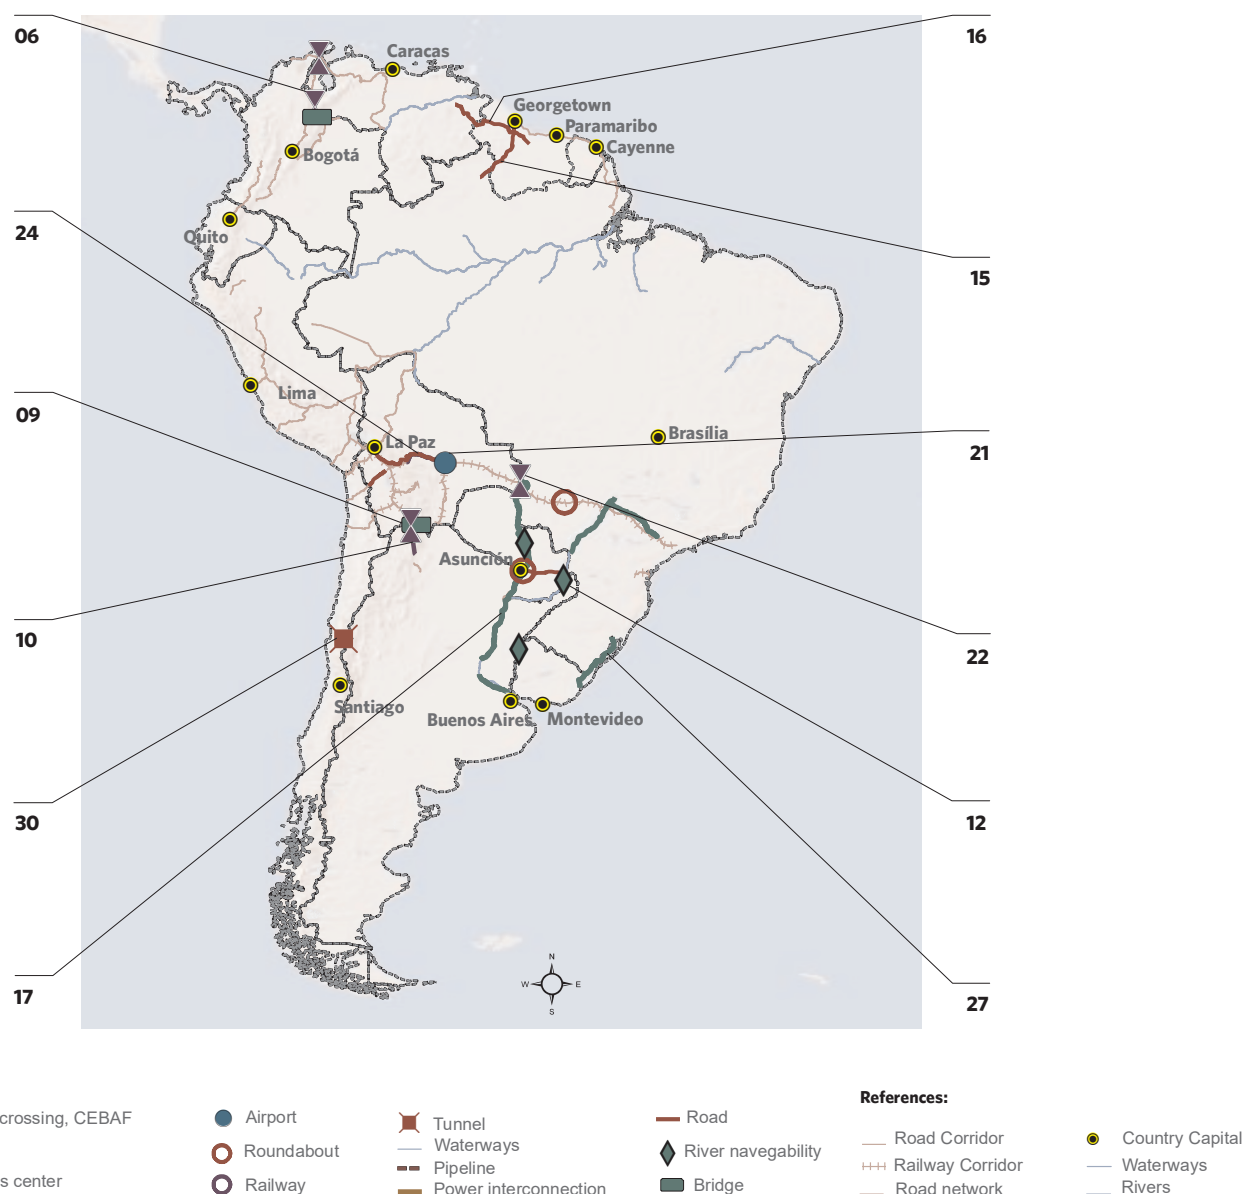 06
16
Caracas
Georgetown
Paramaribo
Cayenne
Bogotá
24
Quito
15
09
Lima
La Paz
Brasília
21
Asunción
10
22
Santiago
Buenos Aires
Montevideo
30
12
17
27
N
W
E
S
References:
crossing, CEBAF
Airport
Tunnel
Road
Road Corridor
Country Capital
Waterways
Roundabout
River navegability
Railway Corridor
Waterways
Pipeline
s center
Railway
Power interconnection
Bridge
Road network
Rivers